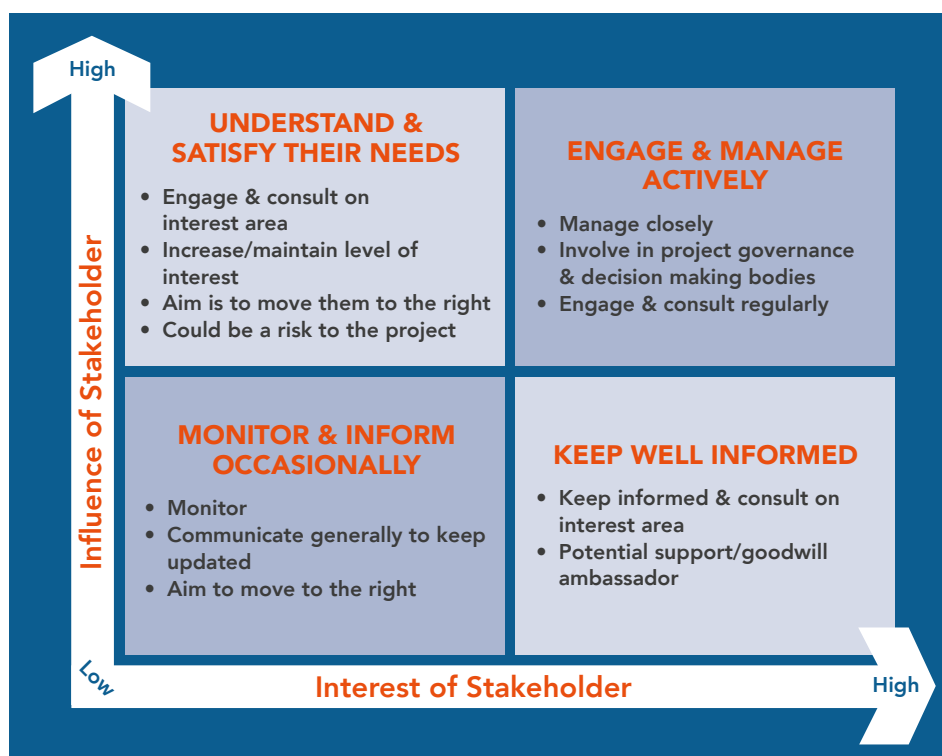 High
UNDERSTAND &
SATISFY THEIR NEEDS
• Engage & consult on
interest area
• Increase/maintain level of
interest
• Aim is to move them to the right
• Could be a risk to the project
ENGAGE & MANAGE
ACTIVELY
• Manage closely
• Involve in project governance
& decision making bodies
• Engage & consult regularly
Influence of Stakeholder
MONITOR & INFORM
OCCASIONALLY
• Monitor
• Communicate generally to keep
updated
• Aim to move to the right
KEEP WELL INFORMED
• Keep informed & consult on
interest area
• Potential support/goodwill
ambassador
Low
Interest of Stakeholder
High